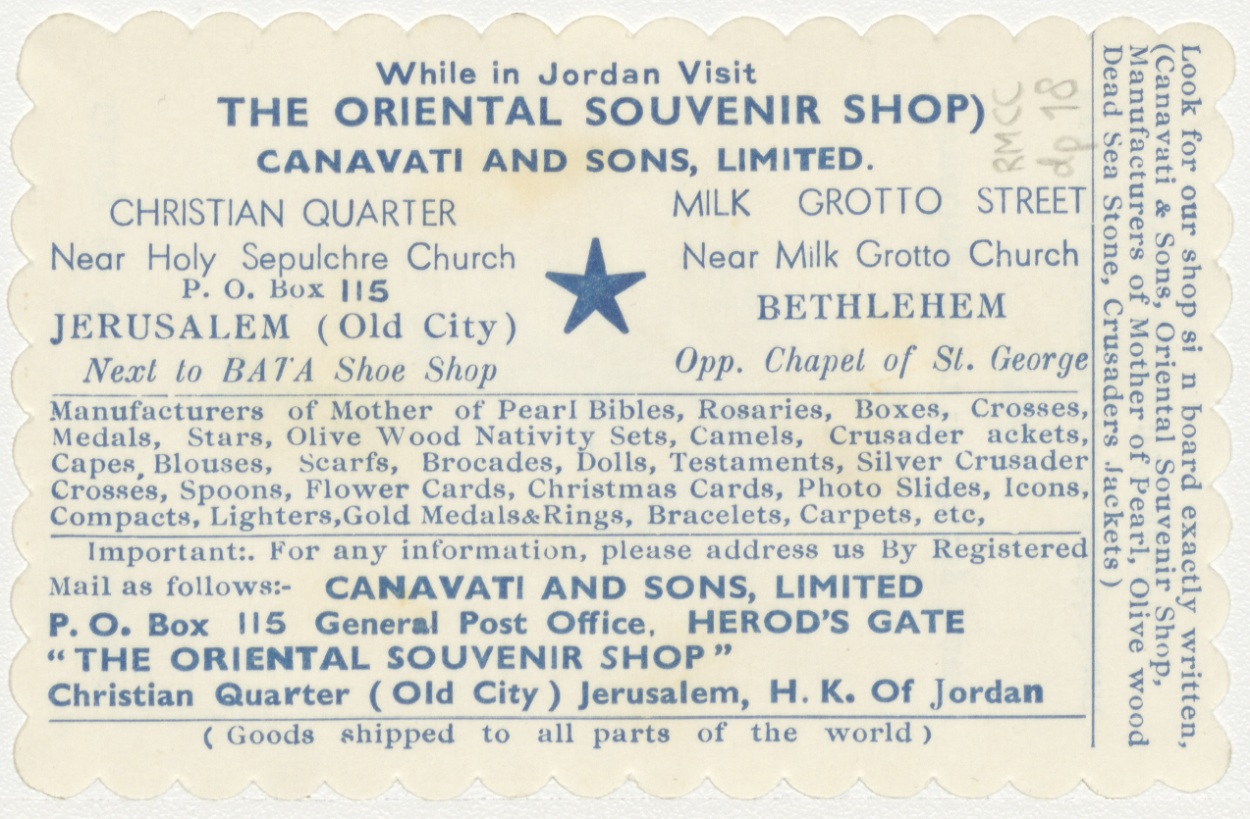 While in Jordan Visit
THE ORIENTAL SOUVENIR SHOP)
CANAVATI AND SONS, LIMITED.
CHRISTIAN QUARTER
Near Holy Sepulchre Church
P. O. Box 115
JERUSALEM (Old City)
Next to BATA Shoe Shop
MILK GROTTO STREET
Near Milk Grotto Church
BETHLEHEM
Opp. Chapel of St. George
Manufacturers of Mother of Pearl Bibles, Rosaries, Boxes, Crosses,
Medals, Stars, Olive Wood Nativity Sets, Camels, Crusader ackets,
Capes, Blouses, Scarfs, Brocades, Dolls, Testaments, Silver Crusader
Crosses, Spoons, Flower Cards, Christmas Cards, Photo Slides, Icons,
Compacts, Lighters,Gold Medals&Rings, Bracelets, Carpets, etc,
Important:. For any information, please address us By Registered
Mail as follows:- CANAVATI AND SONS, LIMITED
P. O. Box 115 General Post Office, HEROD'S GATE
"THE ORIENTAL SOUVENIR SHOP"
Christian Quarter (Old City) Jerusalem, H. K. Of Jordan
( Goods shipped to all parts of the world )
Look for our shop si n board exactly written,
(Canavati & Sons, Oriental Souvenir Shop,
Manufacturers of Mother of Pearl, Olive wood
Dead Sea Stone, Crusaders Jackets )
RMCC
dp 18